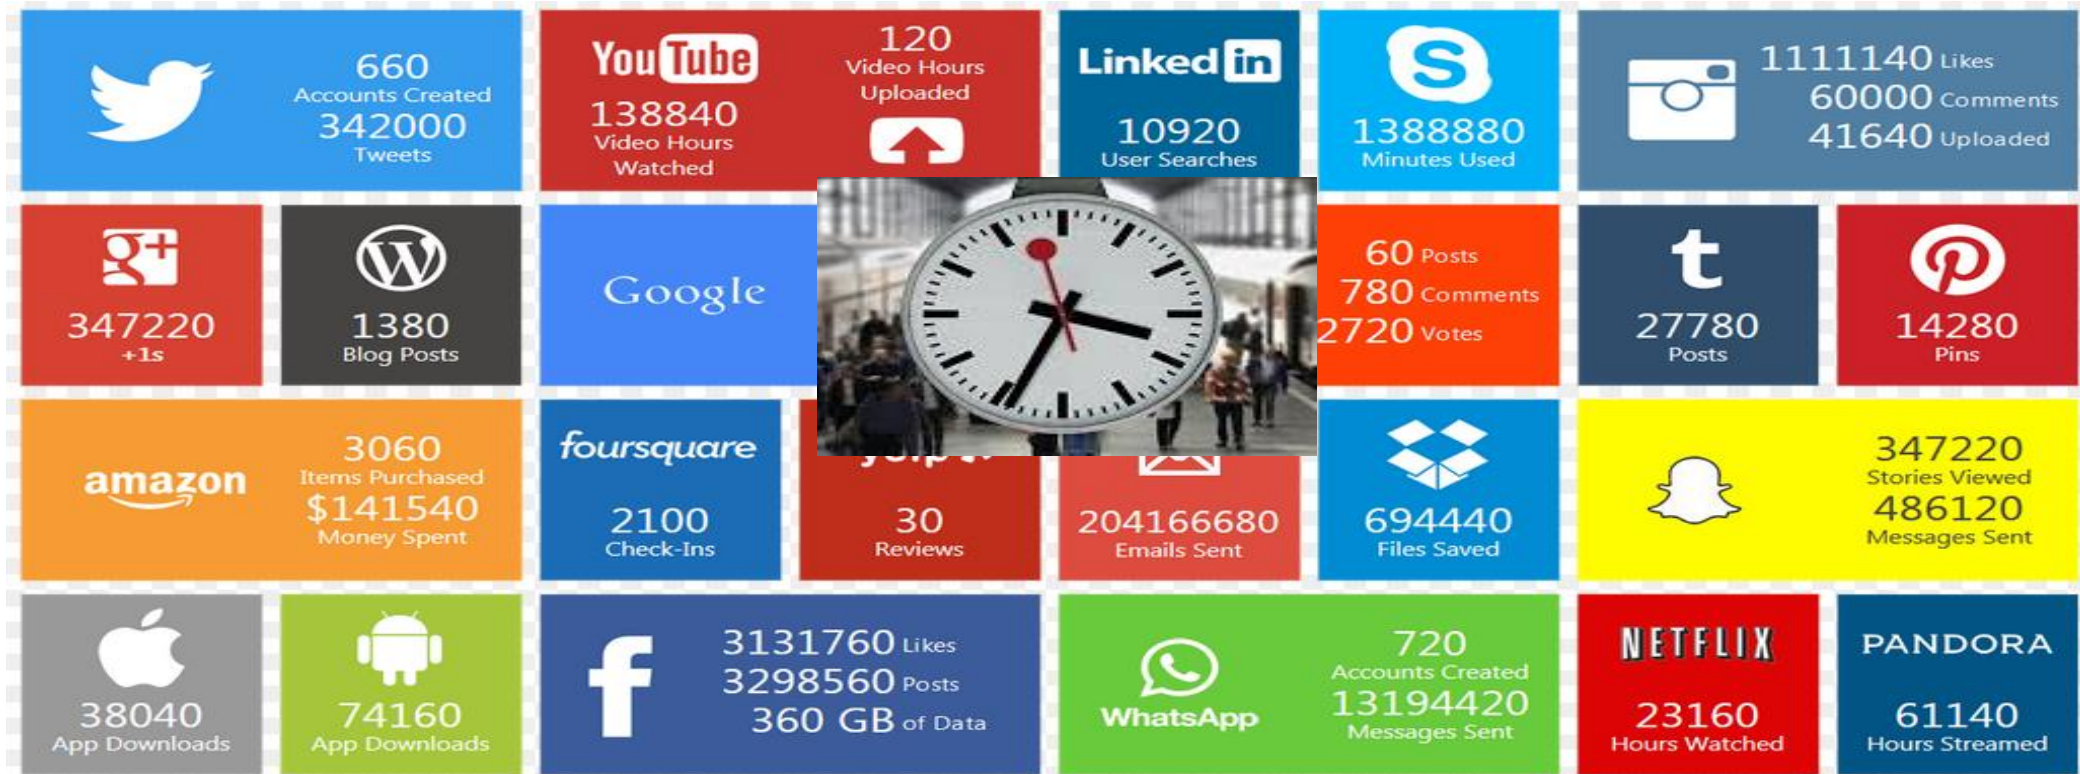 660
Accounts Created
342000
Tweets
YouTube
138840
Video Hours
Watched
120
Video Hours
Uploaded
Linked in
10920
User Searches
S
1388880
Minutes Used
1111140 Likes
60000 Comments
41640 Uploaded
g+
347220
+1s
W
1380
Blog Posts
Google
60 Posts
780 Comments
2720 Votes
t
27780
Posts
P
14280
Pins
amazon
3060
Items Purchased
$141540
Money Spent
foursquare
2100
Check-Ins
30
Reviews
204166680
Emails Sent
694440
Files Saved
347220
Stories Viewed
486120
Messages Sent
38040
App Downloads
74160
App Downloads
f
3131760 Likes
3298560 Posts
360 GB of Data
WhatsApp
720
Accounts Created
13194420
Messages Sent
NETFLIX
23160
Hours Watched
PANDORA
61140
Hours Streamed